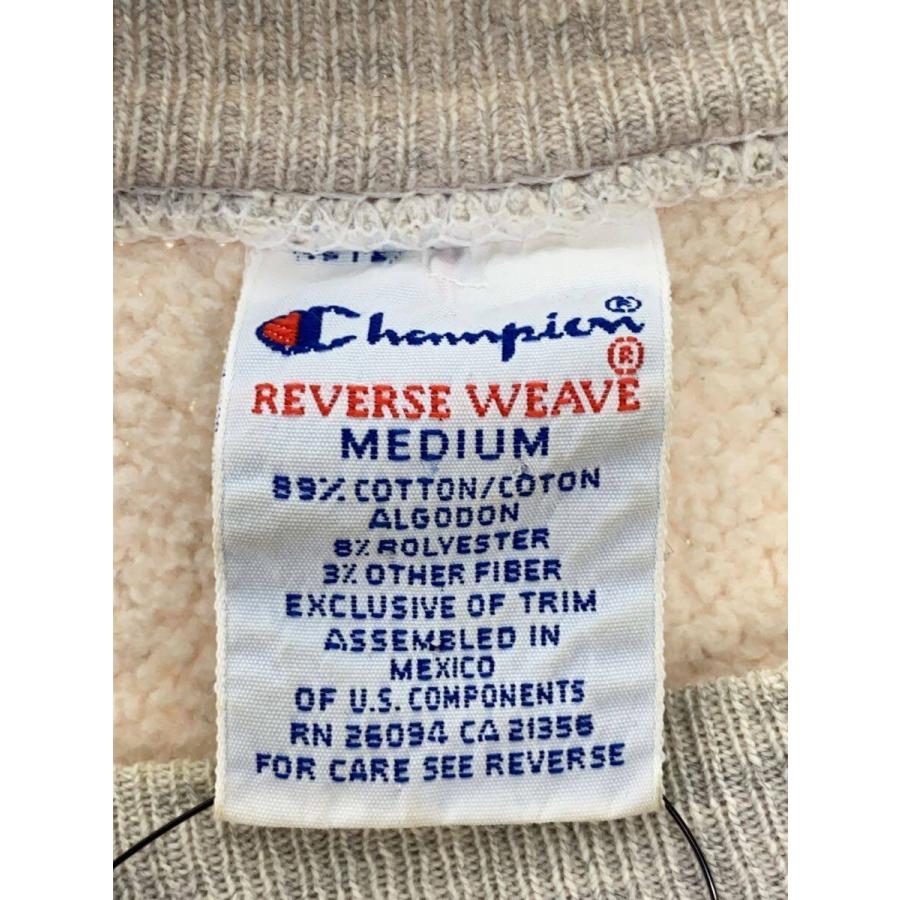 Champion®
REVERSE WEAVE®
MEDIUM
89% COTTON/COTON
ALGODON
8% POLYESTER
3% OTHER FIBER
EXCLUSIVE OF TRIM
ASSEMBLED IN
MEXICO
OF U.S. COMPONENTS
RN 26094 CA 21356
FOR CARE SEE REVERSE